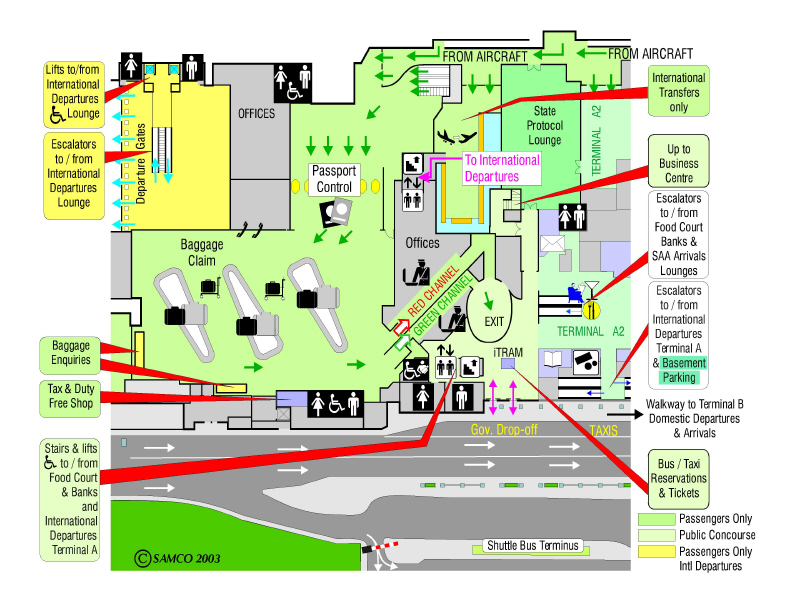 FROM AIRCRAFT
FROM AIRCRAFT
Lifts to/from
International
Departures
Lounge
Escalators
to / from
International
Departures
Lounge
Departure Gates
OFFICES
Passport
Control
To International
Departures
State
Protocol
Lounge
TERMINAL A2
International
Transfers
only
Up to
Business
Centre
Escalators
to / from
Food Court
Banks &
SAA Arrivals
Lounges
Escalators
to / from
International
Departures
Terminal A
& Basement
Parking
Baggage
Claim
Offices
RED CHANNEL
GREEN CHANNEL
EXIT
TERMINAL A2
iTRAM
Baggage
Enquiries
Tax & Duty
Free Shop
Stairs & lifts
to / from
Food Court
& Banks
and
International
Departures
Terminal A
Walkway to Terminal B
Domestic Departures
& Arrivals
Gov. Drop-off
TAXIS
Bus / Taxi
Reservations
& Tickets
Shuttle Bus Terminus
Passengers Only
Public Concourse
Passengers Only
Intl Departures
© SAMCO 2003